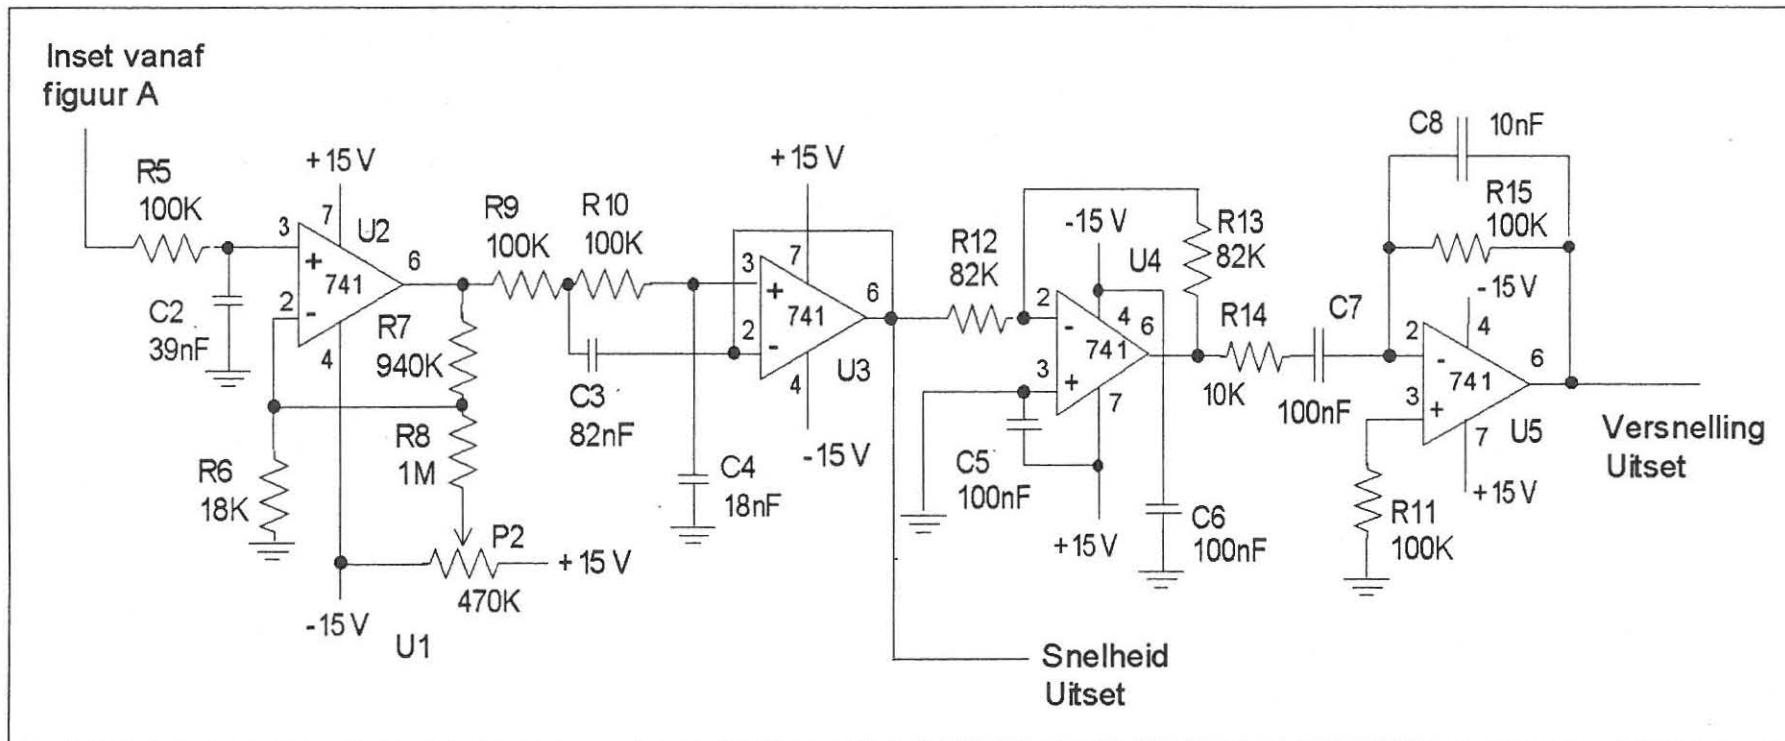 Inset vanaf
figuur A
R5
100K
C2
39nF
+15 V
3
7
U2
+
741
6
2
-
4
R7
940K
R8
1M
R6
18K
P2
470K
+15 V
-15 V
U1
R9
100K
R10
100K
C3
82nF
C4
18nF
+15 V
3
7
+
741
6
2
-
4
U3
-15 V
R12
82K
-15 V
U4
2
4
6
-
741
3
+
7
C5
100nF
+15 V
C6
100nF
R13
82K
R14
10K
C7
100nF
C8
10nF
R15
100K
-15 V
2
4
6
-
741
3
+
7
U5
+15 V
R11
100K
Versnelling
Uitset
Snelheid
Uitset